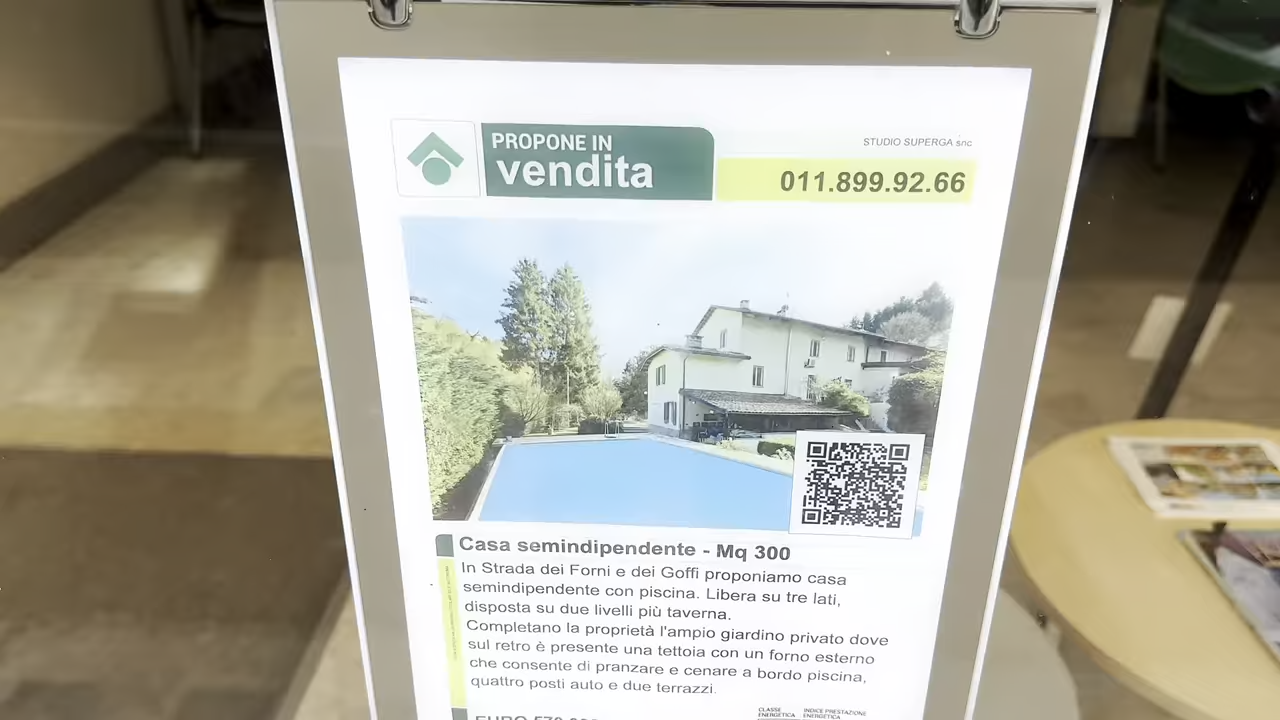 PROPONE IN
vendita
STUDIO SUPERGA snc
011.899.92.66
Casa semindipendente - Mq 300
In Strada dei Forni e dei Goffi proponiamo casa
semindipendente con piscina. Libera su tre lati,
disposta su due livelli più taverna.
Completano la proprietà l'ampio giardino privato dove
sul retro è presente una tettoia con un forno esterno
che consente di pranzare e cenare a bordo piscina,
quattro posti auto e due terrazzi.
CLASSE
ENERGETICA
INDICE PRESTAZIONE
ENERGETICA
EURO